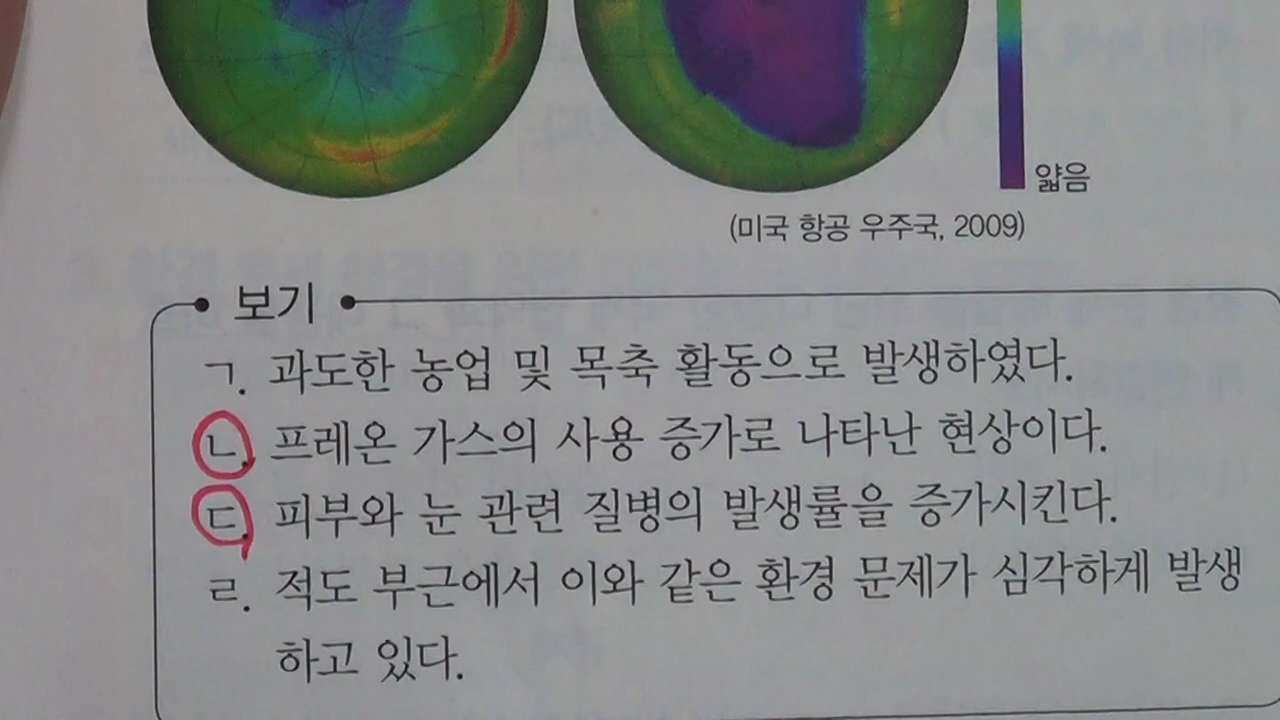 얇음
(미국 항공 우주국, 2009)
보기
ㄱ. 과도한 농업 및 목축 활동으로 발생하였다.
ㄴ. 프레온 가스의 사용 증가로 나타난 현상이다.
ㄷ. 피부와 눈 관련 질병의 발생률을 증가시킨다.
ㄹ. 적도 부근에서 이와 같은 환경 문제가 심각하게 발생
하고 있다.